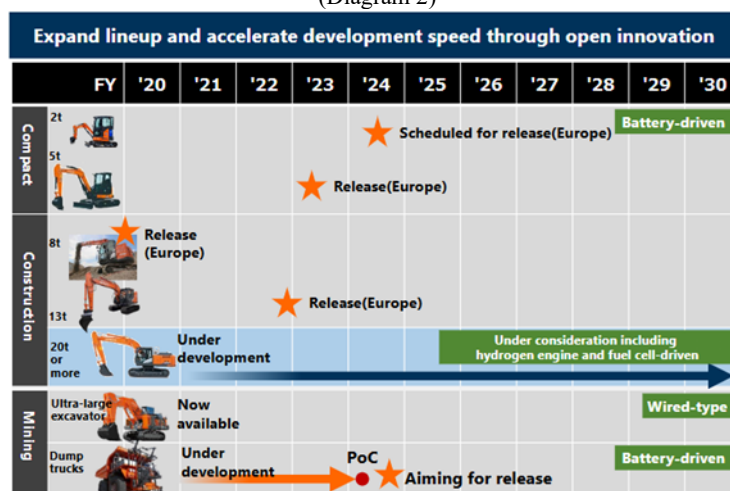 (Diagram 2)
Expand lineup and accelerate development speed through open innovation
FY '20 '21 '22 '23 '24 '25 '26 '27 '28 '29 '30
Compact
2t
Scheduled for release(Europe)
Battery-driven
5t
Release(Europe)
Construction
8t
Release
(Europe)
13t
Release(Europe)
20t
or
more
Under
development
Under consideration including
hydrogen engine and fuel cell-driven
Mining
Ultra-large
excavator
Now
available
Wired-type
Dump
trucks
Under
development
PoC
Aiming for release
Battery-driven